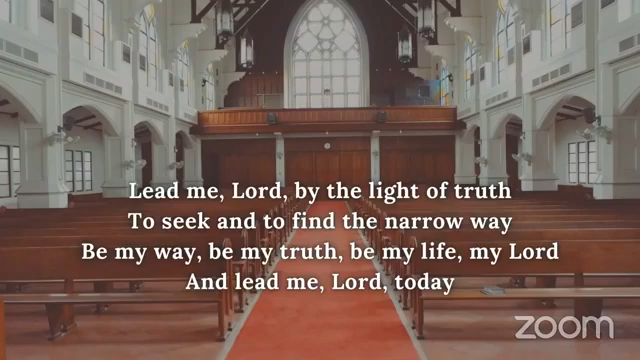 Lead me, Lord, by the light of truth
To seek and to find the narrow way
Be my way, be my truth, be my life, my Lord
And lead me, Lord, today
zoom